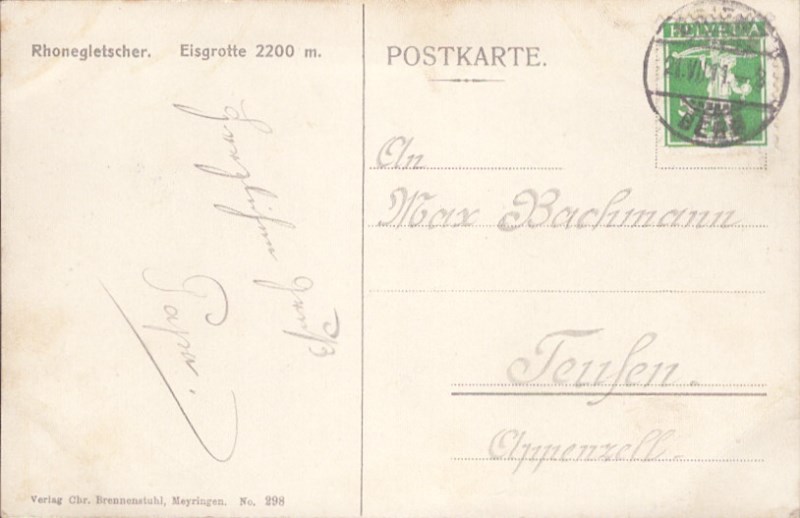 Rhonegletscher. Eisgrotte 2200 m.
POSTKARTE.
HELVETIA
BERN
An
Max Bachmann
Teufen.
Appenzell.
Verlag Chr. Brennenstuhl, Meyringen. No. 298